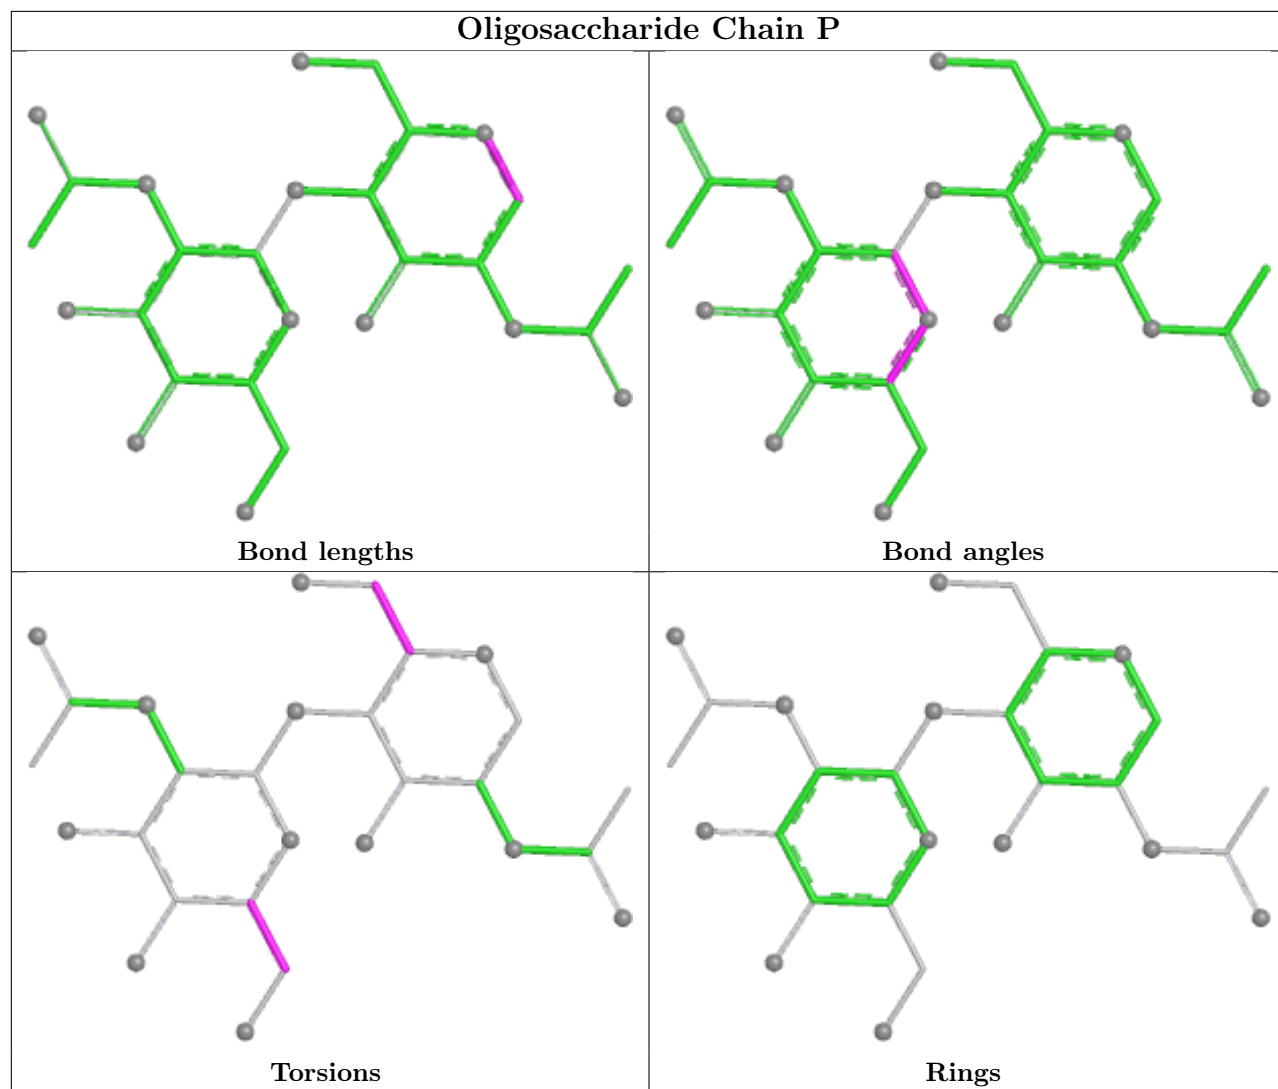 Oligosaccharide Chain P
Bond lengths
Bond angles
Torsions
Rings